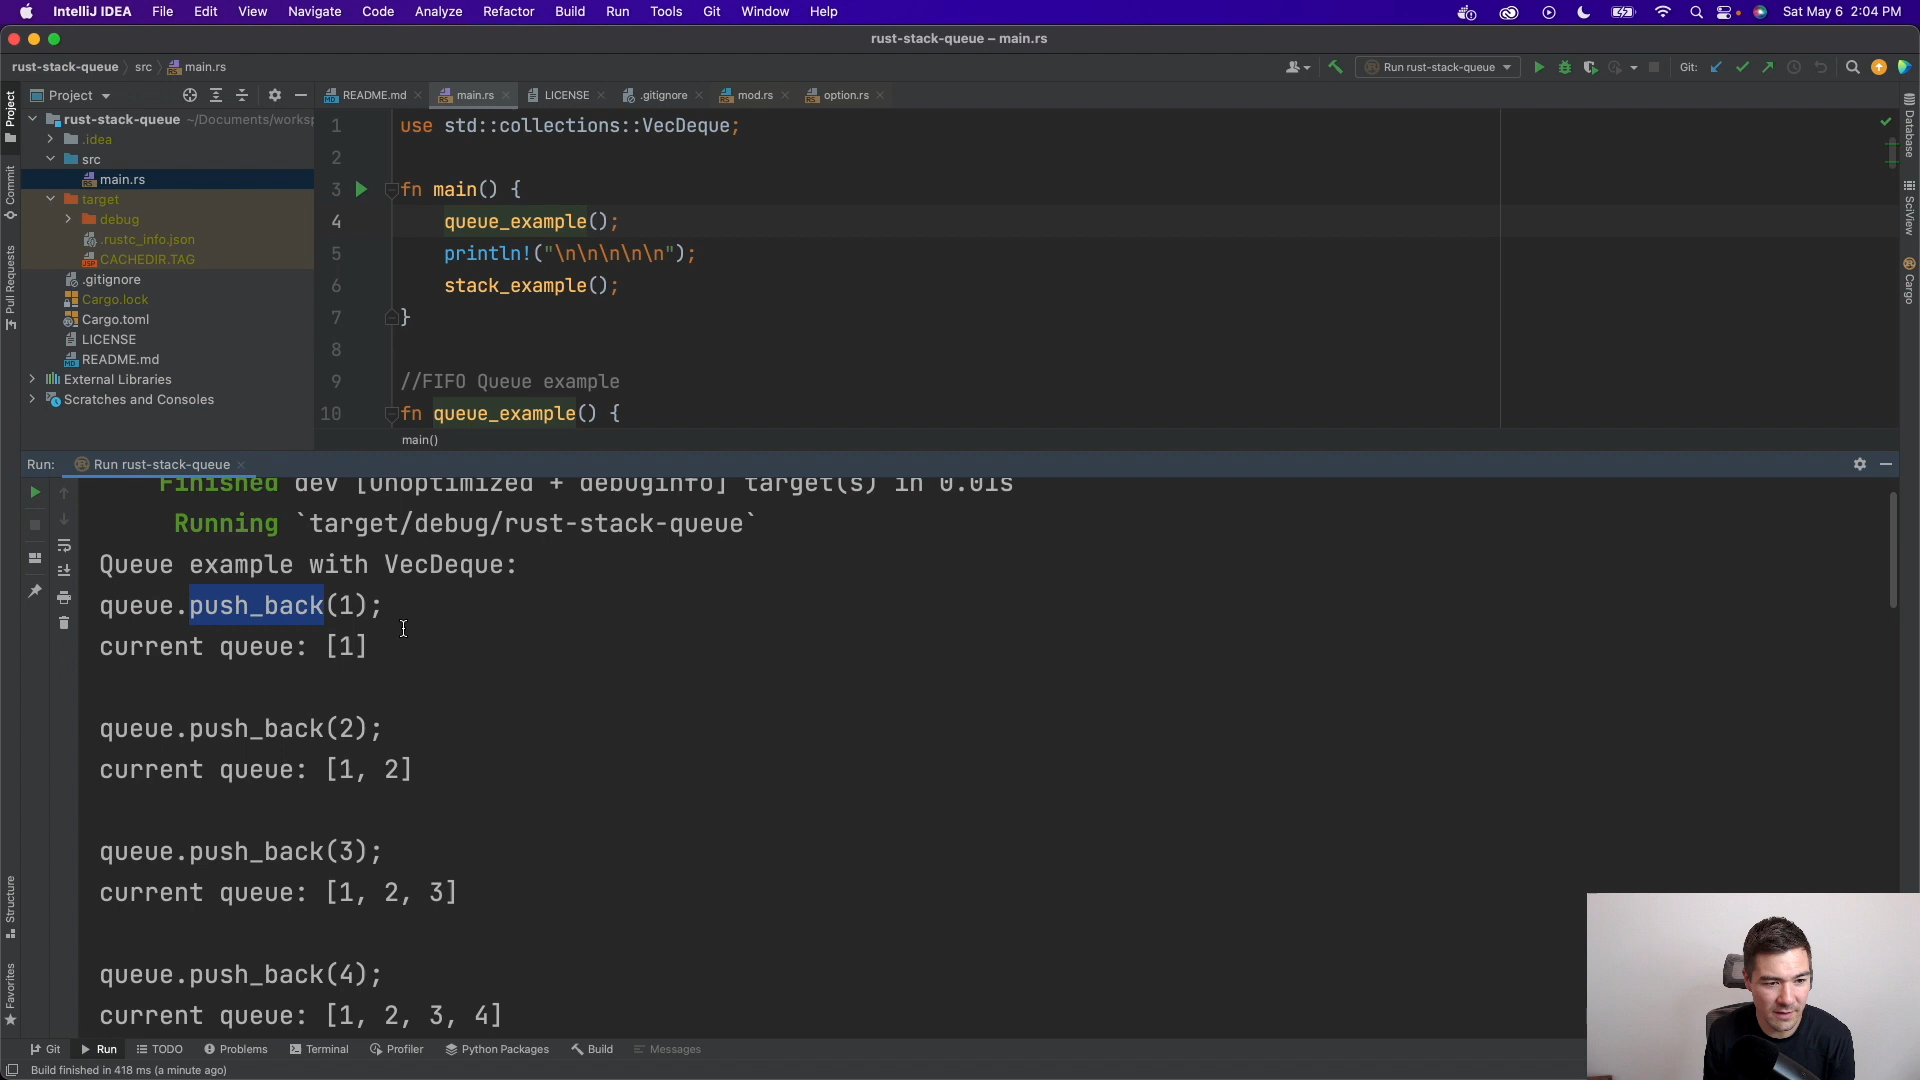 IntelliJ IDEA File Edit View Navigate Code Analyze Refactor Build Run Tools Git Window Help Sat May 6 2:04 PM
rust-stack-queue – main.rs
rust-stack-queue src main.rs Run rust-stack-queue Git:
Project README.md main.rs LICENSE .gitignore mod.rs option.rs
rust-stack-queue ~/Documents/worksp
.idea
src
main.rs
target
debug
.rustc_info.json
CACHEDIR.TAG
.gitignore
Cargo.lock
Cargo.toml
LICENSE
README.md
External Libraries
Scratches and Consoles
1 use std::collections::VecDeque;
2
3 fn main() {
4 queue_example();
5 println!("\n\n\n\n\n");
6 stack_example();
7 }
8
9 //FIFO Queue example
10 fn queue_example() {
main()
Project
Commit
Pull Requests
Structure
Favorites
Database
SciView
Cargo
Run: Run rust-stack-queue
Finished dev [unoptimized + debuginfo] target(s) in 0.01s
Running `target/debug/rust-stack-queue`
Queue example with VecDeque:
queue.push_back(1);
current queue: [1]
queue.push_back(2);
current queue: [1, 2]
queue.push_back(3);
current queue: [1, 2, 3]
queue.push_back(4);
current queue: [1, 2, 3, 4]
Git Run TODO Problems Terminal Profiler Python Packages Build Messages
Build finished in 418 ms (a minute ago)